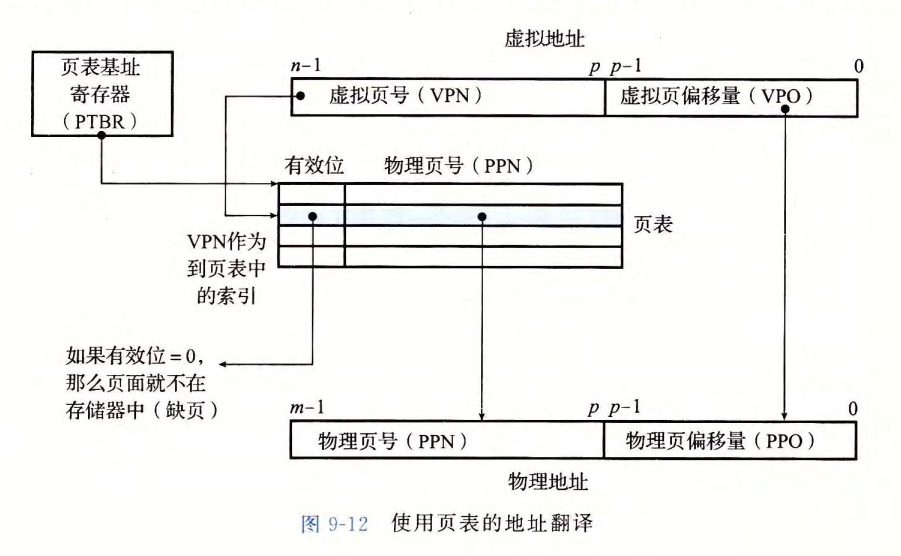 虚拟地址
页表基址
寄存器
（PTBR）
n-1
p p-1
0
虚拟页号（VPN）
虚拟页偏移量（VPO）
有效位
物理页号（PPN）
页表
VPN作为
到页表中
的索引
如果有效位=0，
那么页面就不在
存储器中（缺页）
m-1
p p-1
0
物理页号（PPN）
物理页偏移量（PPO）
物理地址
图 9-12 使用页表的地址翻译